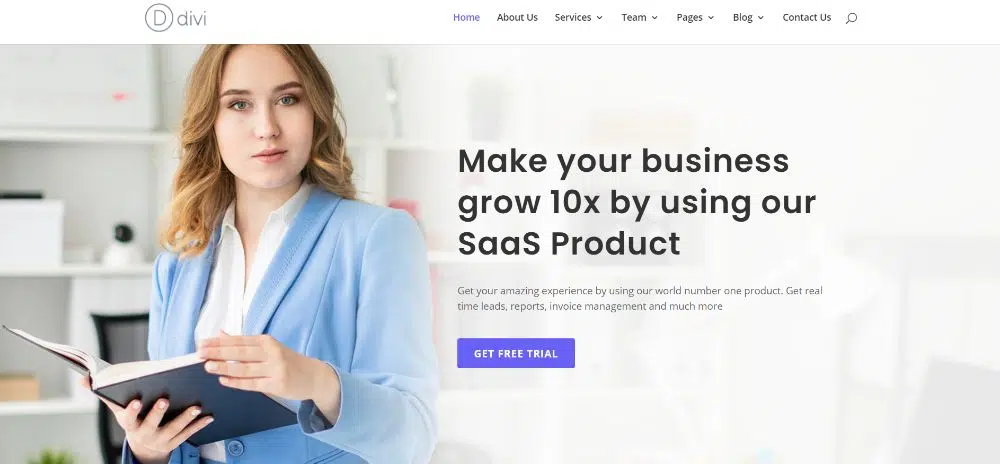 D divi
Home About Us Services Team Pages Blog Contact Us
Make your business
grow 10x by using our
SaaS Product
Get your amazing experience by using our world number one product. Get real
time leads, reports, invoice management and much more
GET FREE TRIAL